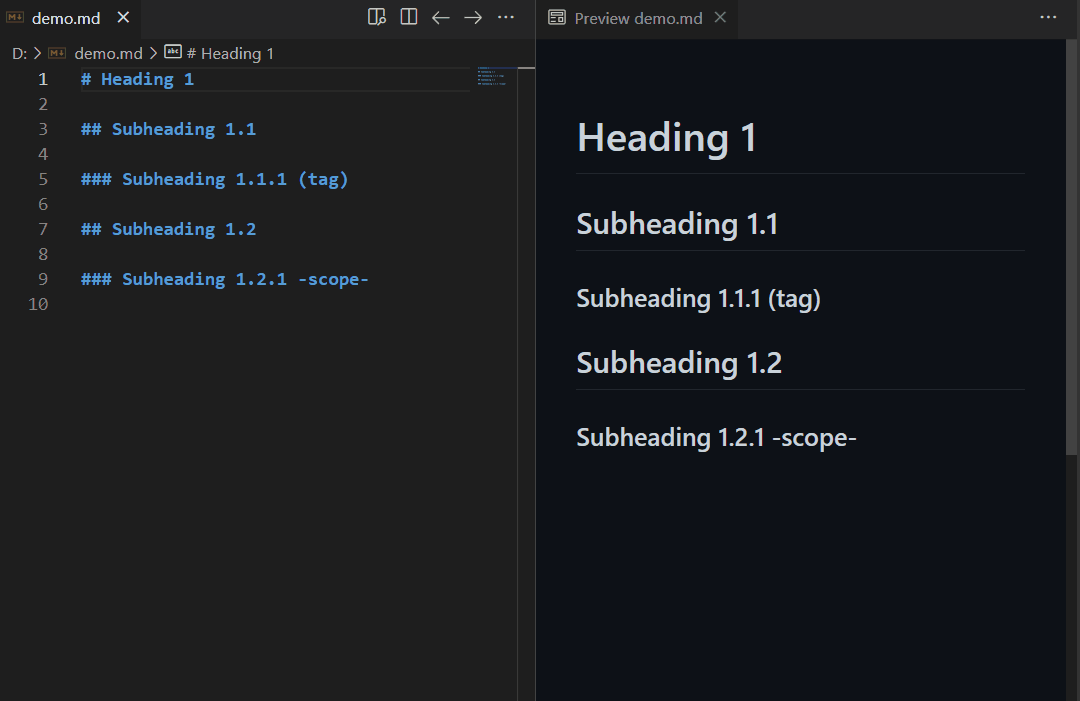 demo.md
D: > demo.md > # Heading 1
1 # Heading 1
2
3 ## Subheading 1.1
4
5 ### Subheading 1.1.1 (tag)
6
7 ## Subheading 1.2
8
9 ### Subheading 1.2.1 -scope-
10
Preview demo.md
Heading 1
Subheading 1.1
Subheading 1.1.1 (tag)
Subheading 1.2
Subheading 1.2.1 -scope-